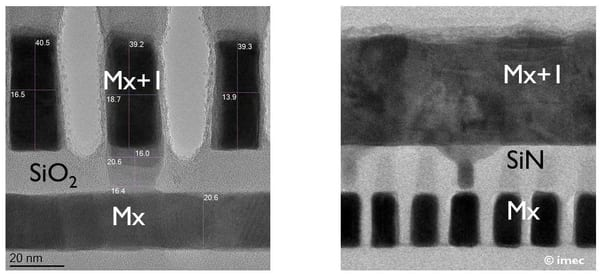 40.5
39.2
39.3
Mx+1
16.5
18.7
13.9
16.0
20.6
SiO2
16.4
20.6
Mx
20 nm
Mx+1
SiN
Mx
© imec